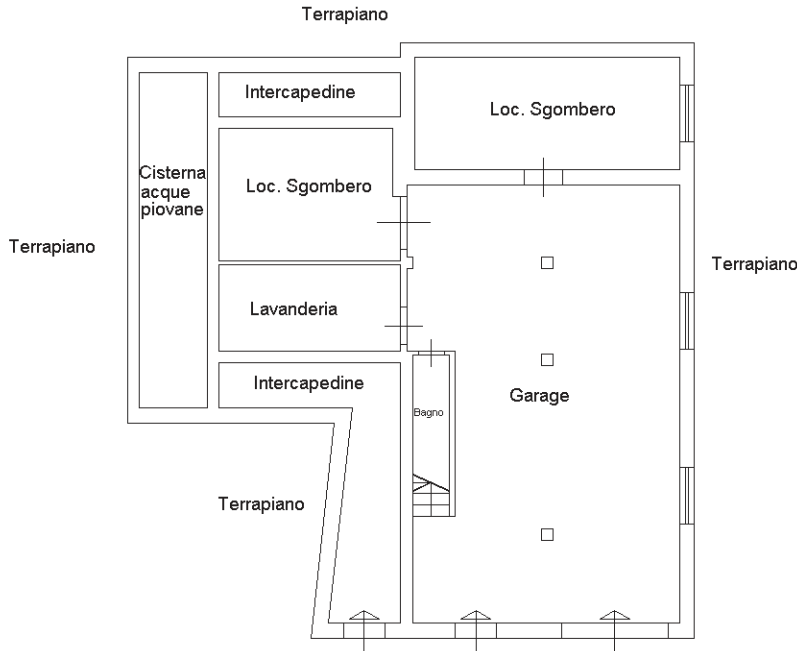 Terrapiano
Intercapedine
Loc. Sgombero
Cisterna
acque
piovane
Loc. Sgombero
Terrapiano
Terrapiano
Lavanderia
Intercapedine
Garage
Bagno
Terrapiano